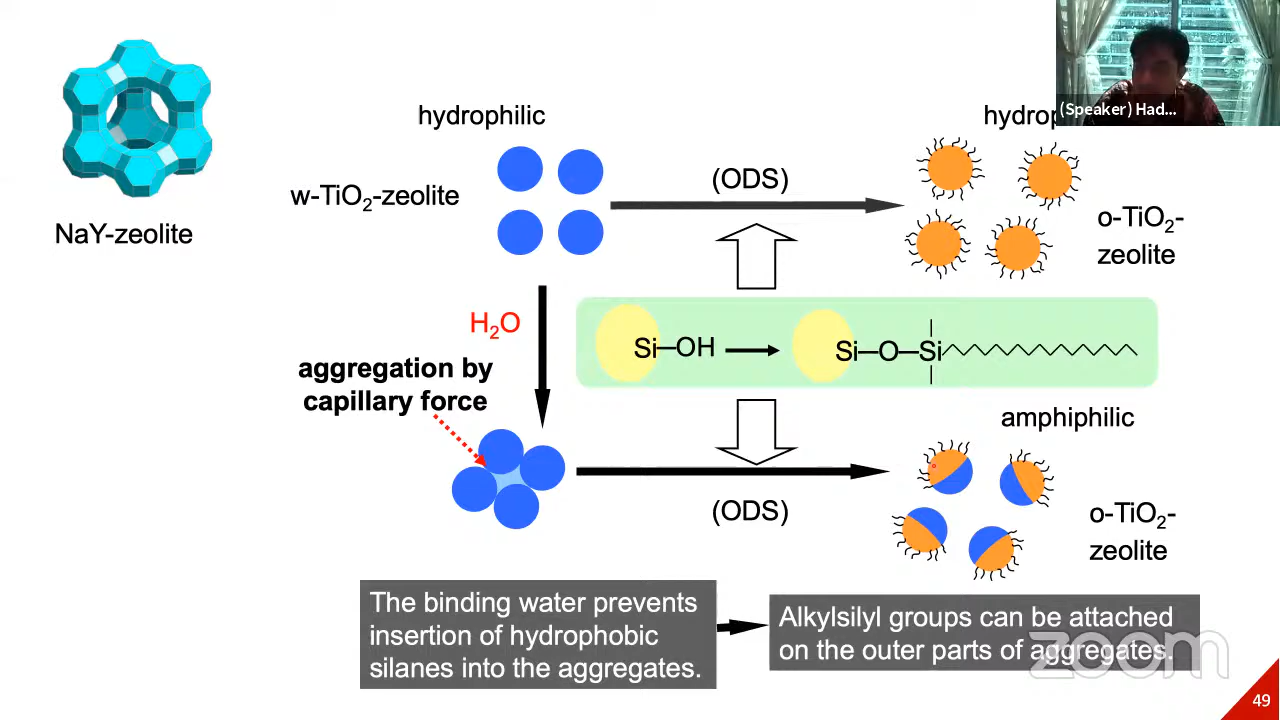 (Speaker) Had...
hydrophilic
w-TiO₂-zeolite
NaY-zeolite
(ODS)
o-TiO₂-
zeolite
H₂O
Si—OH
Si—O—Si
aggregation by
capillary force
(ODS)
amphiphilic
o-TiO₂-
zeolite
The binding water prevents
insertion of hydrophobic
silanes into the aggregates.
Alkylsilyl groups can be attached
on the outer parts of aggregates.
zoom
49